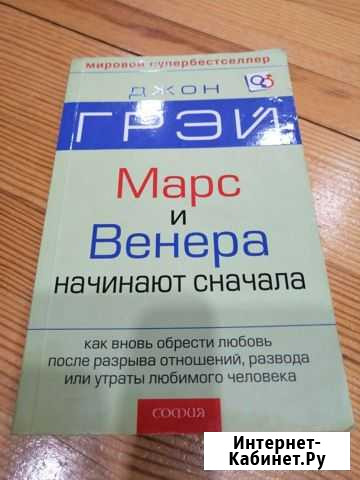 мировой супербестселлер
ДЖОН
ГРЭЙ
Марс
и
Венера
начинают сначала
как вновь обрести любовь
после разрыва отношений, развода
или утраты любимого человека
СОФИЯ
Интернет-
Кабинет.Ру